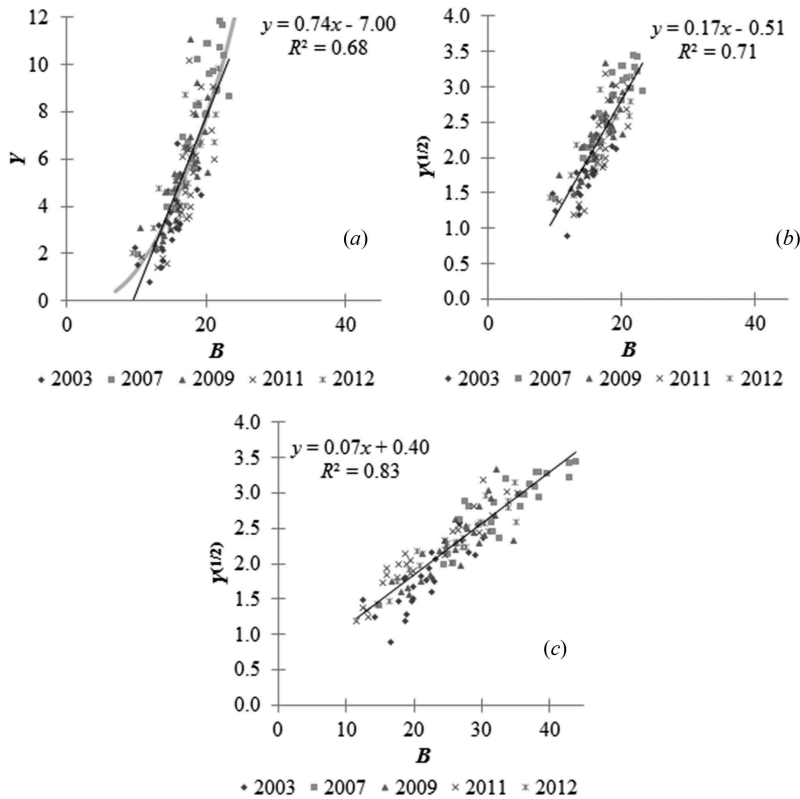 y = 0.74x - 7.00
R² = 0.68
12
10
8
6
4
2
0
Y
0 20 40
B
(a)
2003 2007 2009 2011 2012
y = 0.17x - 0.51
R² = 0.71
4.0
3.5
3.0
2.5
2.0
1.5
1.0
0.5
0.0
Y(1/2)
0 20 40
B
(b)
2003 2007 2009 2011 2012
y = 0.07x + 0.40
R² = 0.83
4.0
3.5
3.0
2.5
2.0
1.5
1.0
0.5
0.0
Y(1/2)
0 10 20 30 40
B
(c)
2003 2007 2009 2011 2012